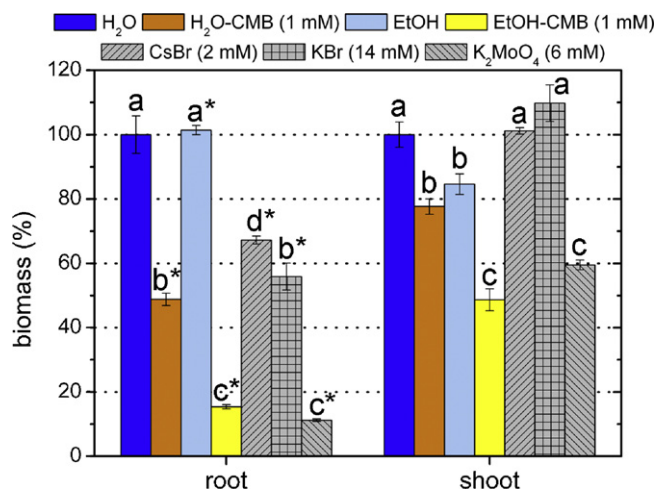 H₂O H₂O-CMB (1 mM) EtOH EtOH-CMB (1 mM)
CsBr (2 mM) KBr (14 mM) K₂MoO₄ (6 mM)
120
100
80
60
40
20
0
biomass (%)
a b* a* c* d* b* c*
a b b c a a c
root shoot